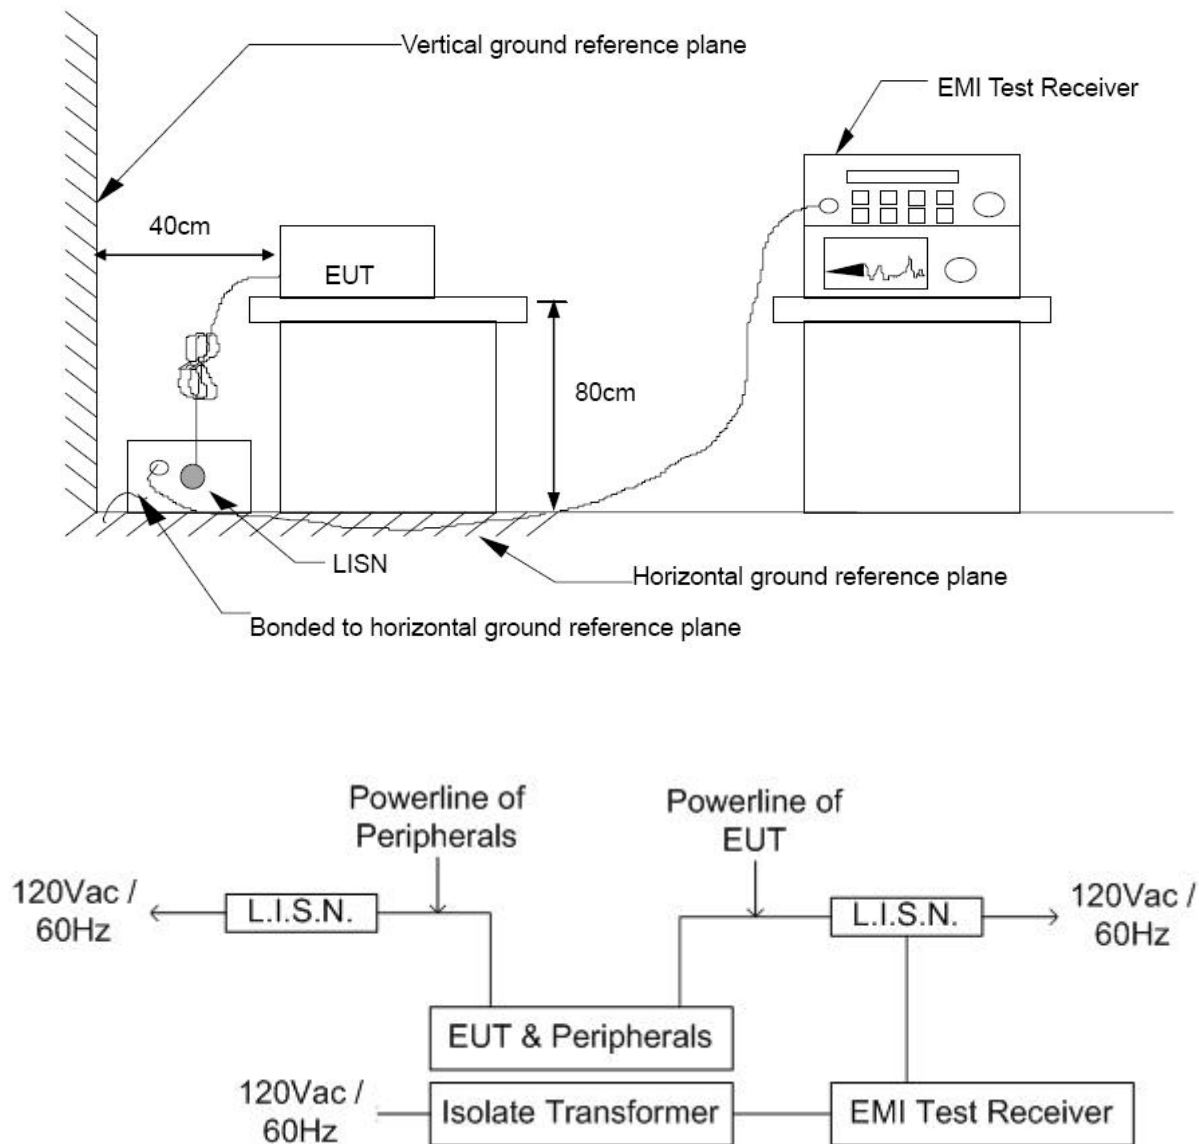 Vertical ground reference plane
EMI Test Receiver
40cm
EUT
80cm
LISN
Horizontal ground reference plane
Bonded to horizontal ground reference plane
Powerline of
Peripherals
Powerline of
EUT
120Vac /
60Hz
L.I.S.N.
L.I.S.N.
120Vac /
60Hz
EUT & Peripherals
120Vac /
60Hz
Isolate Transformer
EMI Test Receiver